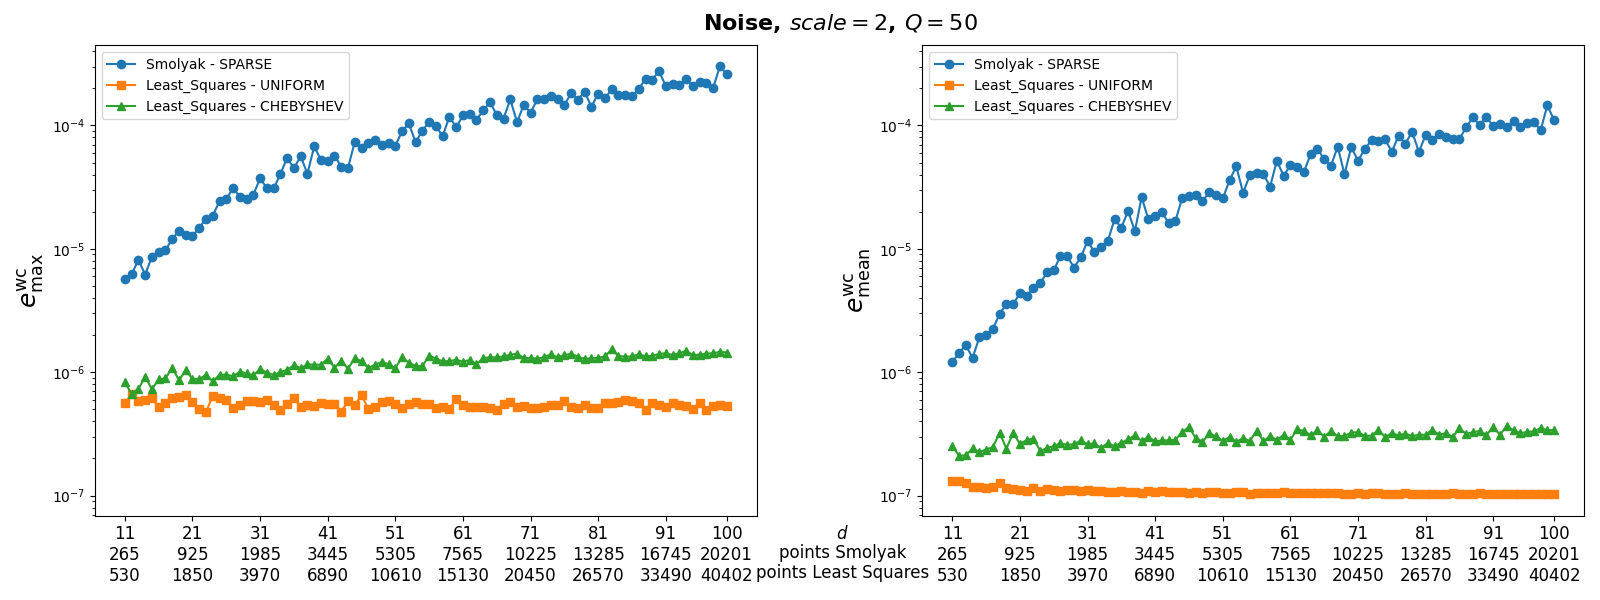 Noise, scale = 2, Q = 50
Smolyak - SPARSE
Least_Squares - UNIFORM
Least_Squares - CHEBYSHEV
10⁻⁴
10⁻⁵
10⁻⁶
10⁻⁷
e^wc_max
11 21 31 41 51 61 71 81 91 100
265 925 1985 3445 5305 7565 10225 13285 16745 20201
530 1850 3970 6890 10610 15130 20450 26570 33490 40402
d
points Smolyak
points Least Squares
Smolyak - SPARSE
Least_Squares - UNIFORM
Least_Squares - CHEBYSHEV
10⁻⁴
10⁻⁵
10⁻⁶
10⁻⁷
e^wc_mean
11 21 31 41 51 61 71 81 91 100
265 925 1985 3445 5305 7565 10225 13285 16745 20201
530 1850 3970 6890 10610 15130 20450 26570 33490 40402